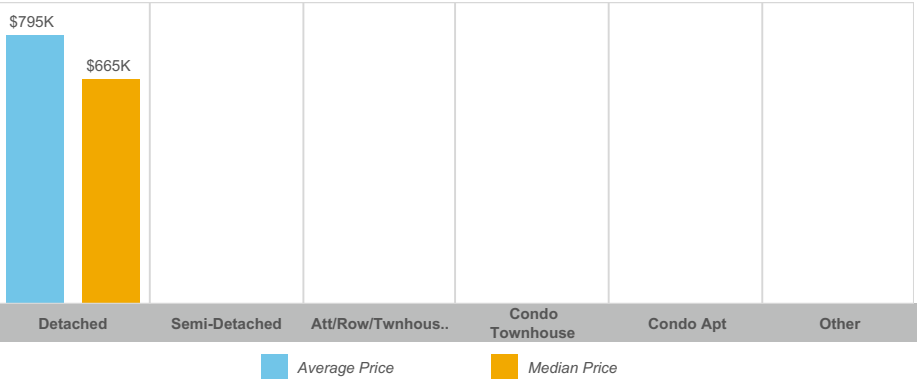 $795K
$665K
Detached
Semi-Detached
Att/Row/Twnhous..
Condo
Townhouse
Condo Apt
Other
Average Price
Median Price